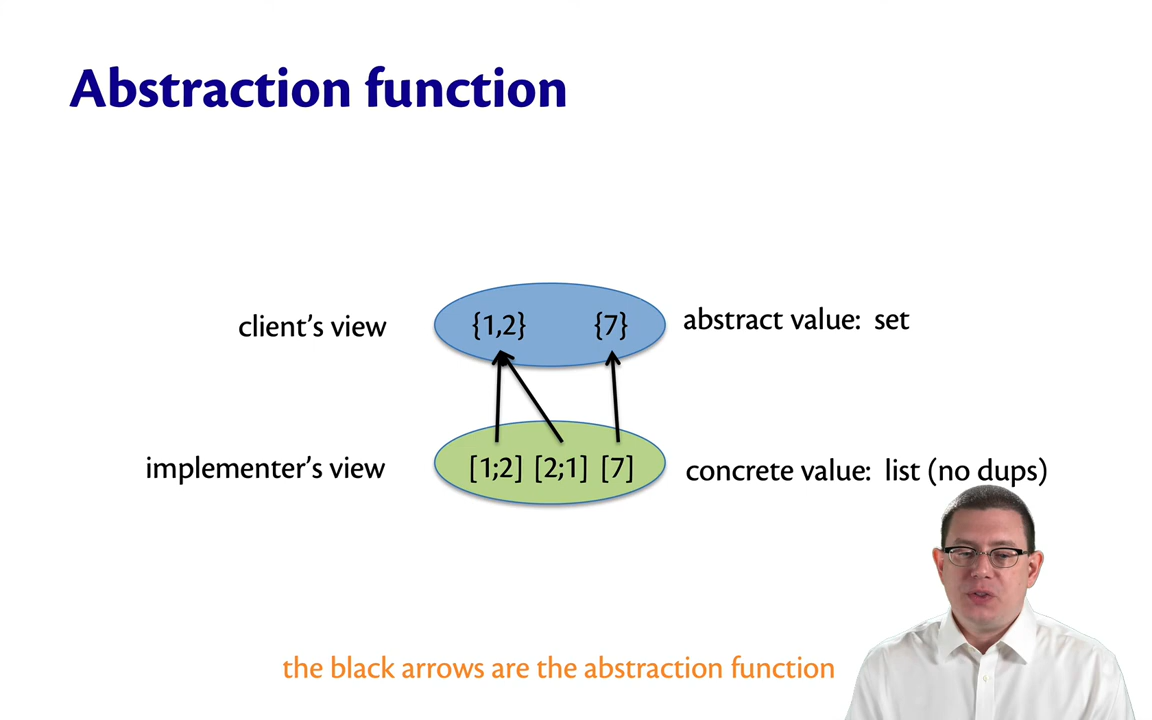 Abstraction function
client's view
{1,2} {7}
abstract value: set
implementer's view
[1;2] [2;1] [7]
concrete value: list (no dups)
the black arrows are the abstraction function